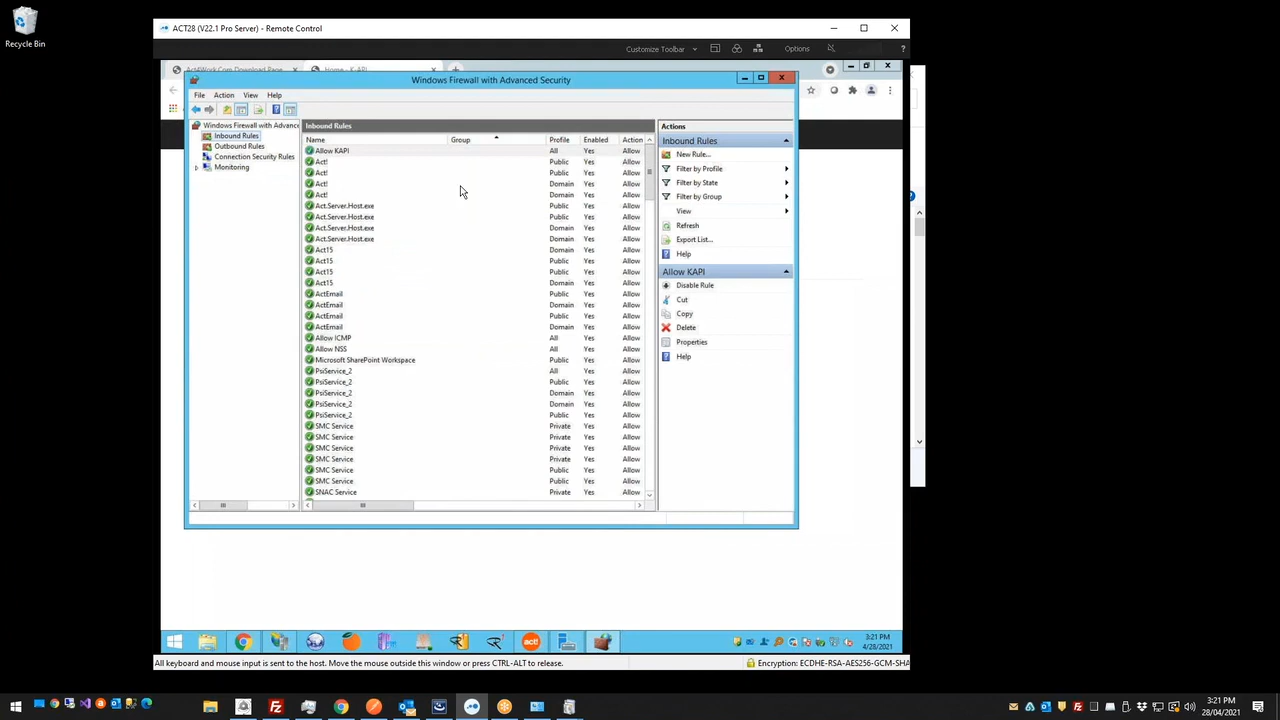 Recycle Bin
ACT28 (V22.1 Pro Server) - Remote Control
Customize Toolbar
Options
?
Act4Work.Com Download Page
Home - K-API
Windows Firewall with Advanced Security
File Action View Help
Windows Firewall with Advanc
Inbound Rules
Outbound Rules
Connection Security Rules
Monitoring
Inbound Rules
Name Group Profile Enabled Action
Allow KAPI All Yes Allow
Act! Public Yes Allow
Act! Public Yes Allow
Act! Domain Yes Allow
Act! Domain Yes Allow
Act.Server.Host.exe Public Yes Allow
Act.Server.Host.exe Public Yes Allow
Act.Server.Host.exe Domain Yes Allow
Act.Server.Host.exe Domain Yes Allow
Act15 Domain Yes Allow
Act15 Public Yes Allow
Act15 Public Yes Allow
Act15 Domain Yes Allow
ActEmail Public Yes Allow
ActEmail Domain Yes Allow
ActEmail Public Yes Allow
ActEmail Domain Yes Allow
Allow ICMP All Yes Allow
Allow NSS All Yes Allow
Microsoft SharePoint Workspace Public Yes Allow
PsiService_2 All Yes Allow
PsiService_2 Public Yes Allow
PsiService_2 Domain Yes Allow
PsiService_2 Domain Yes Allow
PsiService_2 Public Yes Allow
SMC Service Private Yes Allow
SMC Service Domain Yes Allow
SMC Service Private Yes Allow
SMC Service Private Yes Allow
SMC Service Public Yes Allow
SMC Service Public Yes Allow
SNAC Service Private Yes Allow
Actions
Inbound Rules
New Rule...
Filter by Profile
Filter by State
Filter by Group
View
Refresh
Export List...
Help
Allow KAPI
Disable Rule
Cut
Copy
Delete
Properties
Help
act!
3:21 PM
4/28/2021
All keyboard and mouse input is sent to the host. Move the mouse outside this window or press CTRL-ALT to release.
Encryption: ECDHE-RSA-AES256-GCM-SHA
3:21 PM
28/04/2021